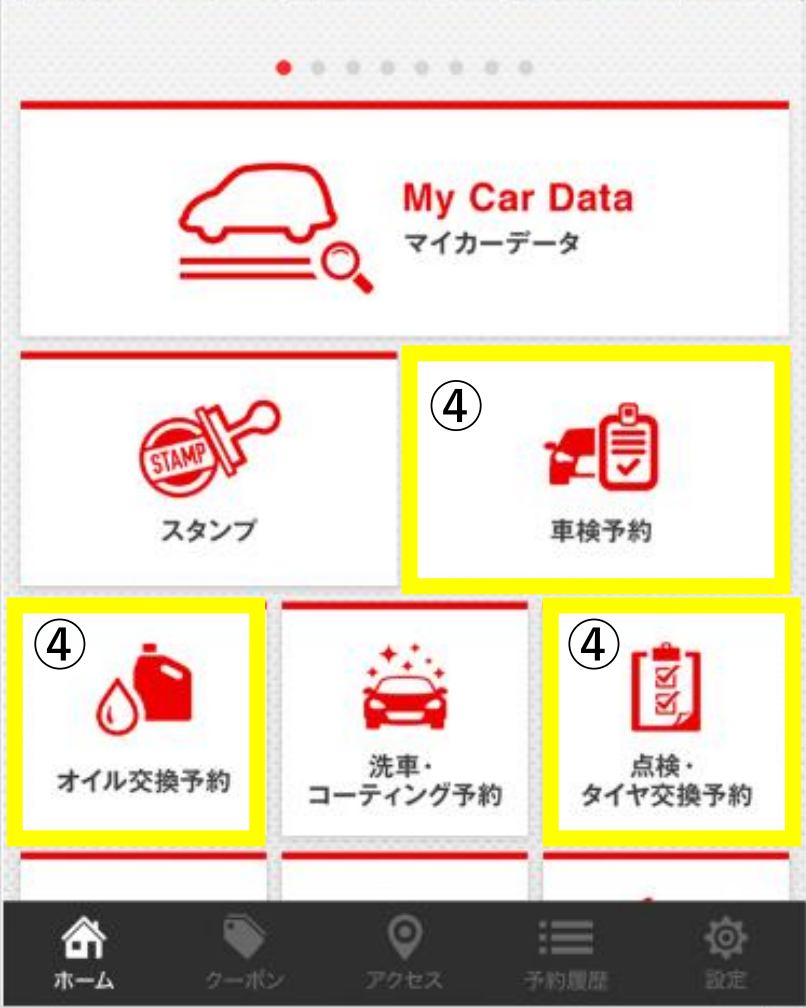 My Car Data
マイカーデータ
④
STAMP
スタンプ
車検予約
④
オイル交換予約
洗車・
コーティング予約
④
点検・
タイヤ交換予約
ホーム
クーポン
アクセス
予約履歴
設定